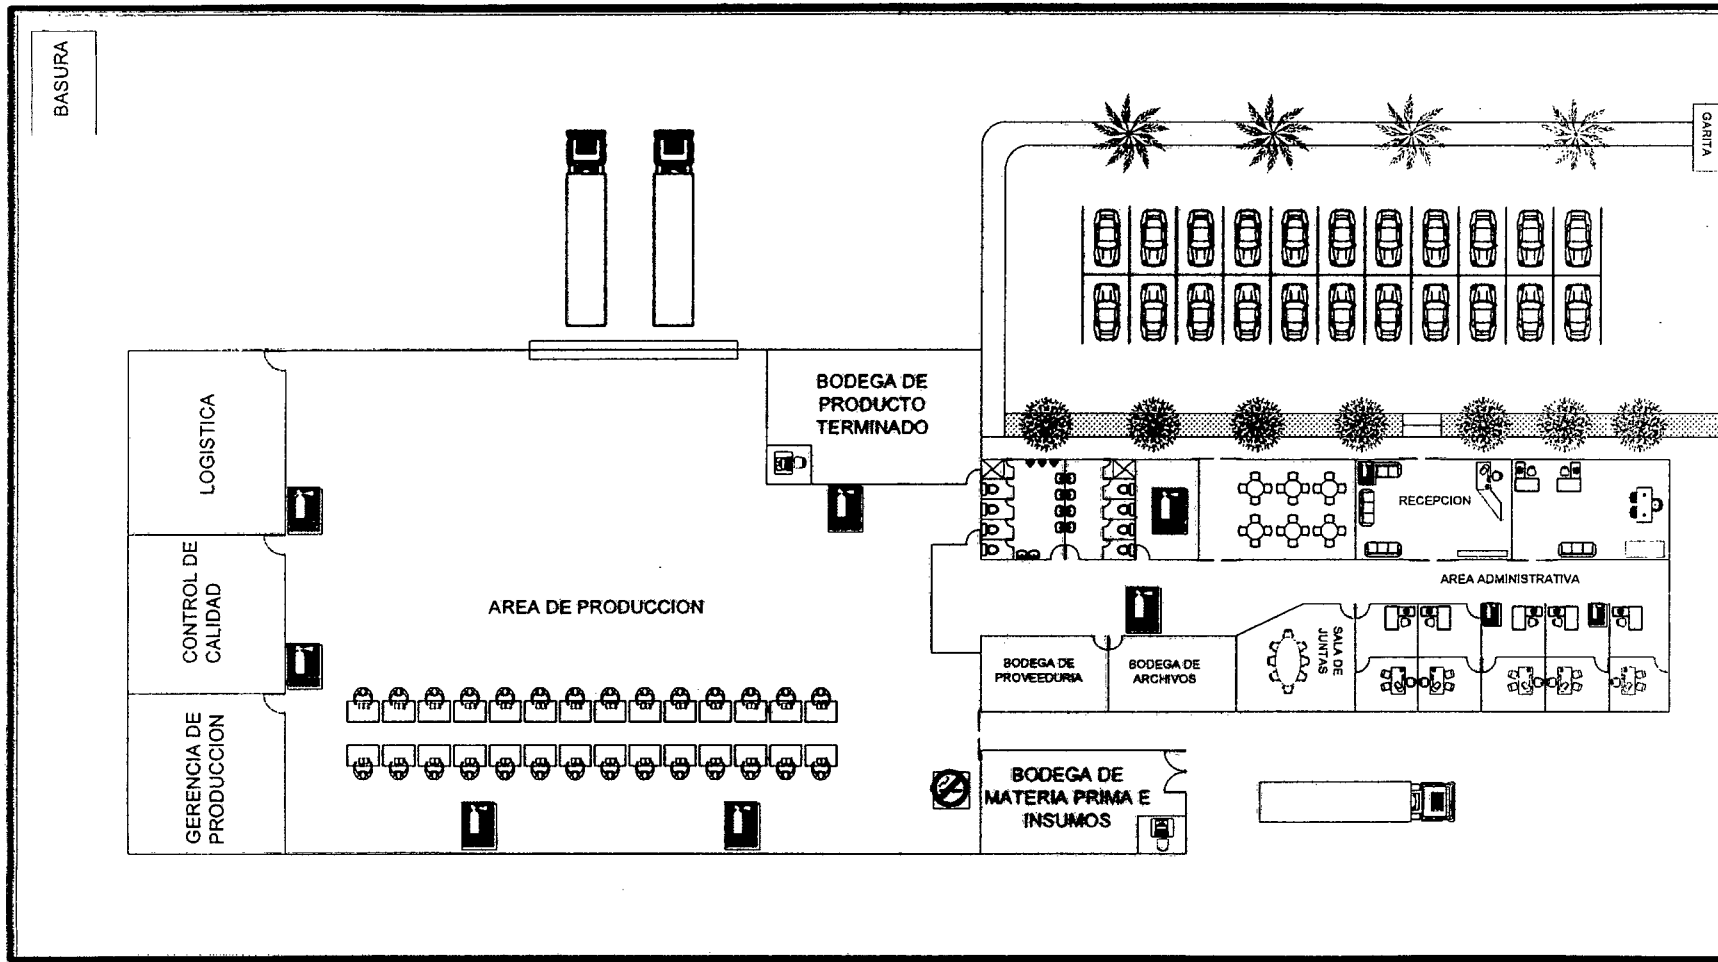 BASURA
GARITA
BODEGA DE
PRODUCTO
TERMINADO
LOGISTICA
RECEPCION
CONTROL DE
CALIDAD
AREA DE PRODUCCION
AREA ADMINISTRATIVA
SALA DE
JUNTAS
BODEGA DE
PROVEEDURIA
BODEGA DE
ARCHIVOS
GERENCIA DE
PRODUCCION
BODEGA DE
MATERIA PRIMA E
INSUMOS